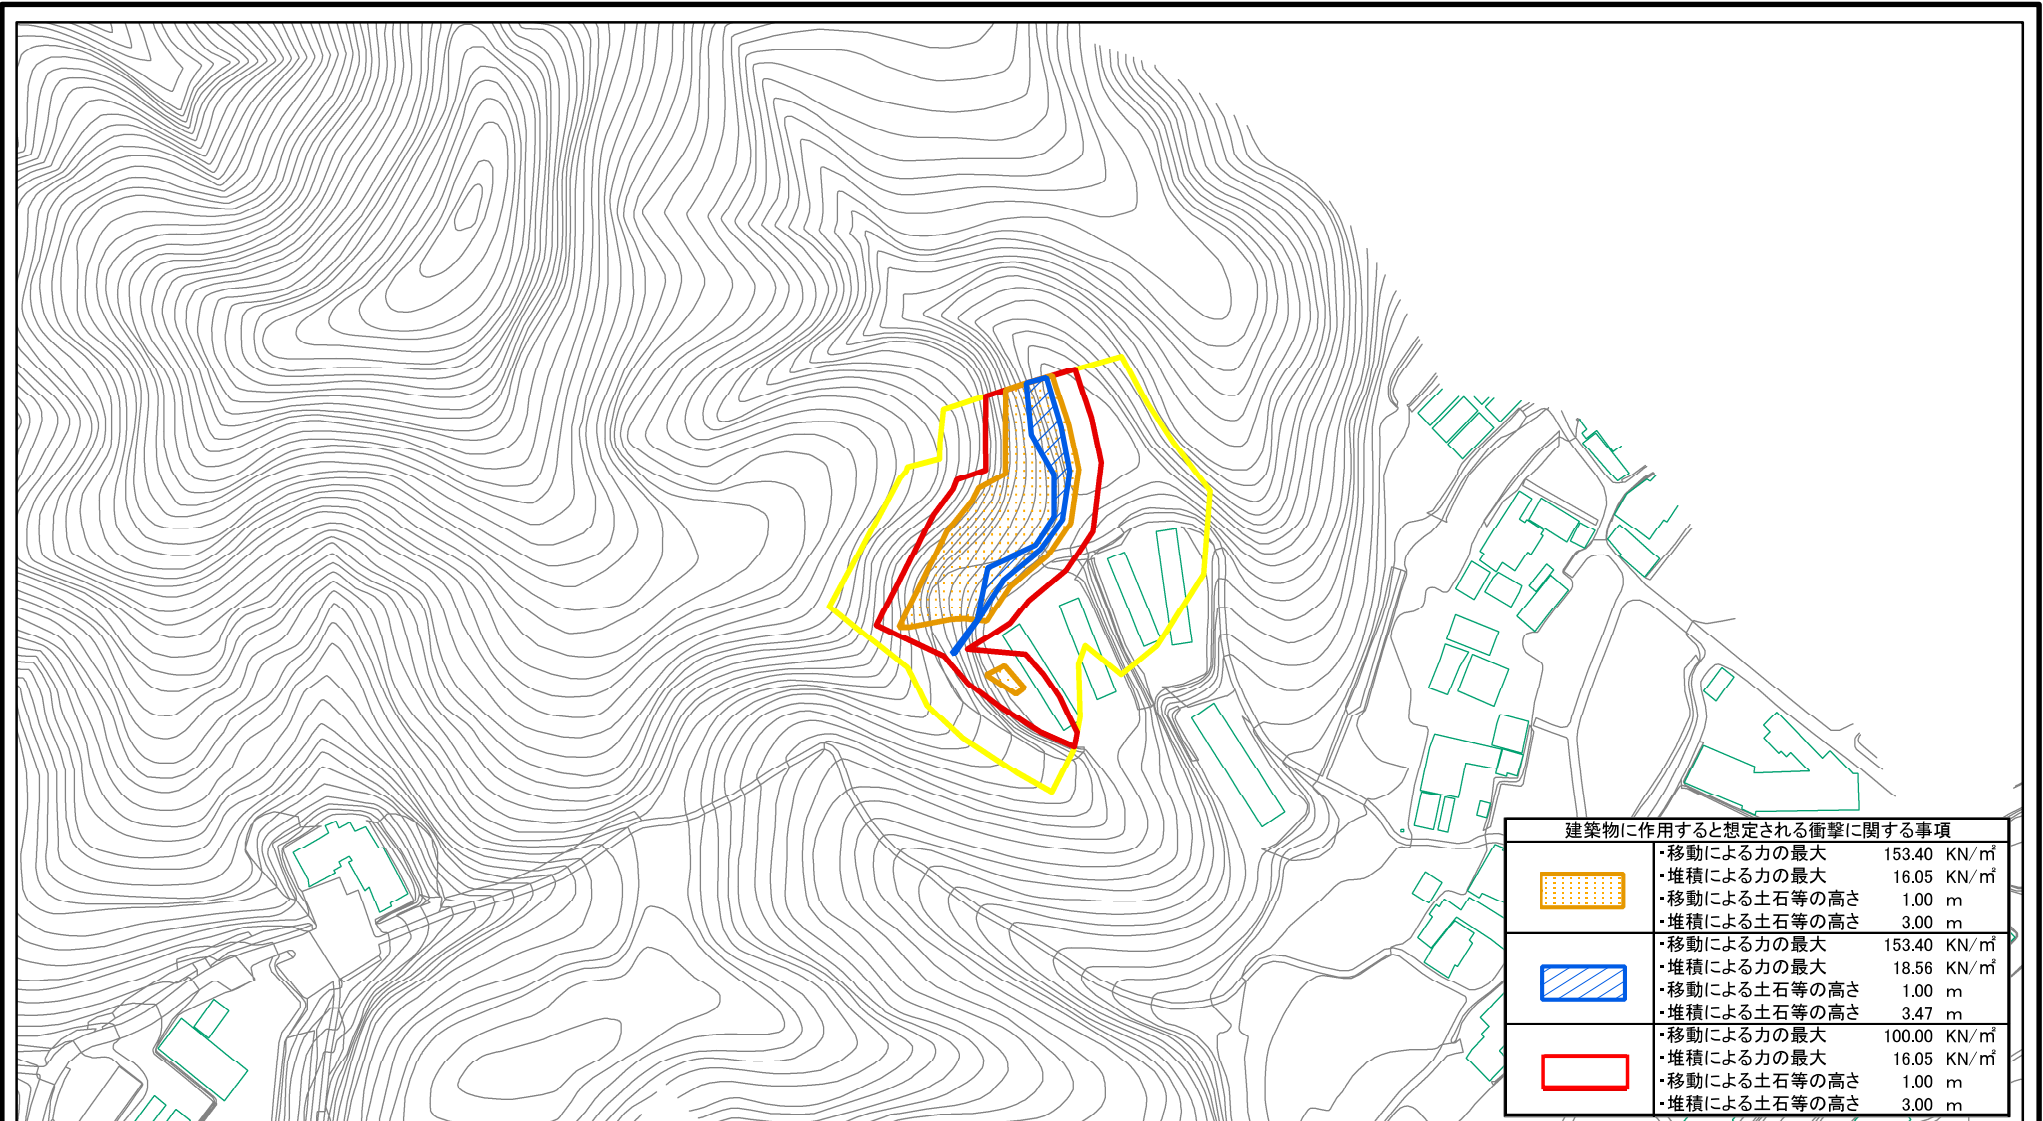 建築物に作用すると想定される衝撃に関する事項
・移動による力の最大 153.40 KN/㎡
・堆積による力の最大 16.05 KN/㎡
・移動による土石等の高さ 1.00 m
・堆積による土石等の高さ 3.00 m
・移動による力の最大 153.40 KN/㎡
・堆積による力の最大 18.56 KN/㎡
・移動による土石等の高さ 1.00 m
・堆積による土石等の高さ 3.47 m
・移動による力の最大 100.00 KN/㎡
・堆積による力の最大 16.05 KN/㎡
・移動による土石等の高さ 1.00 m
・堆積による土石等の高さ 3.00 m